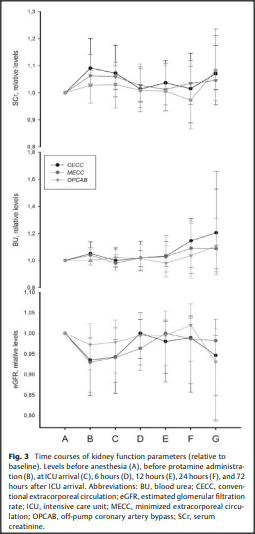 1,3
1,2
1,1
1,0
0,9
0,8
SCr, relative levels
1,8
1,6
1,4
1,2
1,0
0,8
BU, relative levels
CECC
MECC
OPCAB
1,10
1,05
1,00
0,95
0,90
0,85
0,80
eGFR, relative levels
A B C D E F G
Fig. 3 Time courses of kidney function parameters (relative to
baseline). Levels before anesthesia (A), before protamine administra-
tion (B), at ICU arrival (C), 6 hours (D), 12 hours (E), 24 hours (F), and 72
hours after ICU arrival. Abbreviations: BU, blood urea; CECC, conven-
tional extracorporeal circulation; eGFR, estimated glomerular filtration
rate; ICU, intensive care unit; MECC, minimized extracorporeal circu-
lation; OPCAB, off-pump coronary artery bypass; SCr, serum
creatinine.